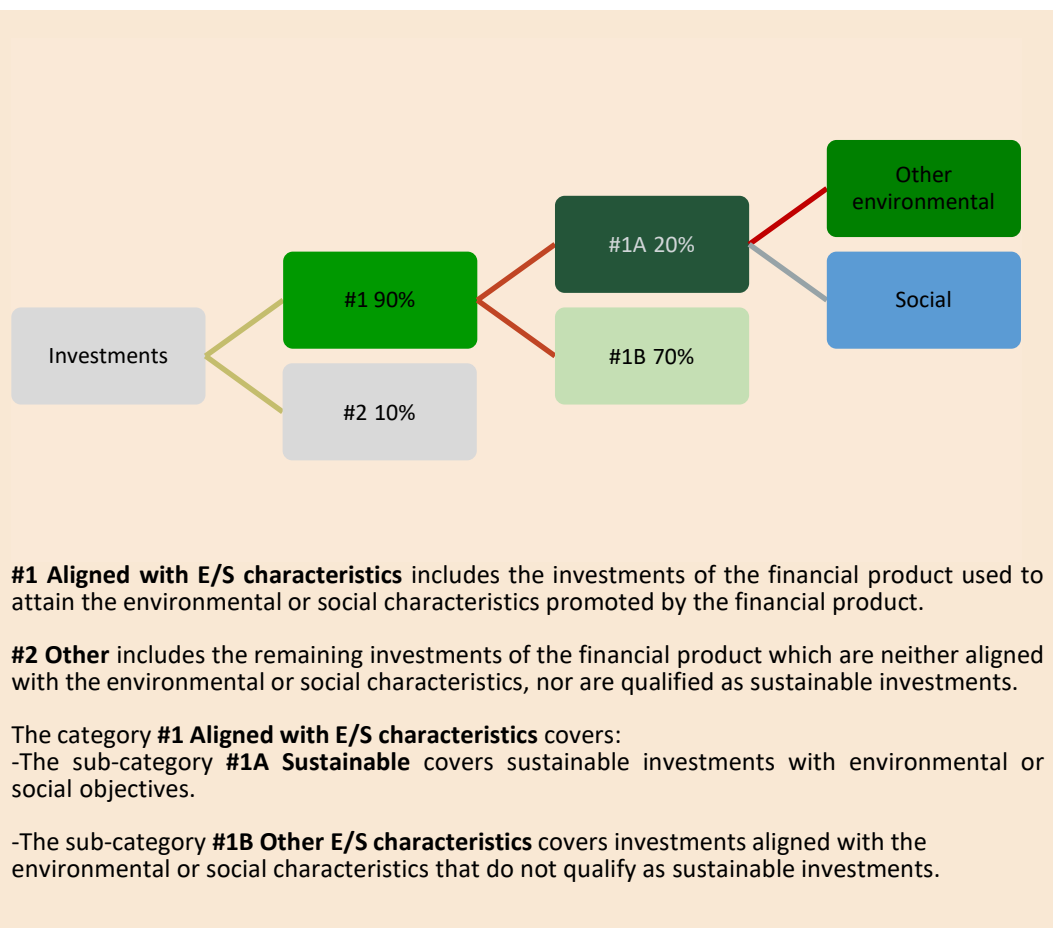 Other
environmental
#1A 20%
#1 90%
Social
Investments
#1B 70%
#2 10%
#1 Aligned with E/S characteristics includes the investments of the financial product used to
attain the environmental or social characteristics promoted by the financial product.
#2 Other includes the remaining investments of the financial product which are neither aligned
with the environmental or social characteristics, nor are qualified as sustainable investments.
The category #1 Aligned with E/S characteristics covers:
-The sub-category #1A Sustainable covers sustainable investments with environmental or
social objectives.
-The sub-category #1B Other E/S characteristics covers investments aligned with the
environmental or social characteristics that do not qualify as sustainable investments.